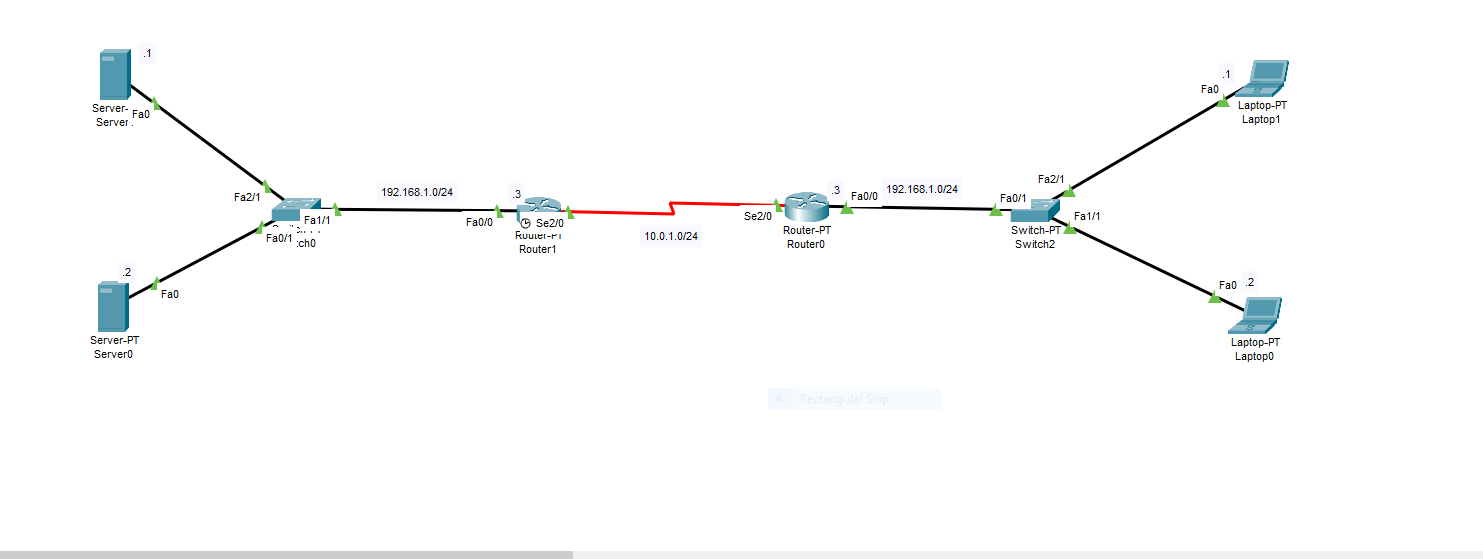 .1
Server-
Server
Fa0
Fa2/1
192.168.1.0/24
.3
Fa1/1
Fa0/1
ch0
Fa0/0
Se2/0
Router1
10.0.1.0/24
Se2/0
.3
Fa0/0
Router-PT
Router0
192.168.1.0/24
Fa0/1
Fa2/1
Fa1/1
Switch-PT
Switch2
.1
Fa0
Laptop-PT
Laptop1
.2
Fa0
Server-PT
Server0
Fa0
.2
Laptop-PT
Laptop0
Rectangular Snip